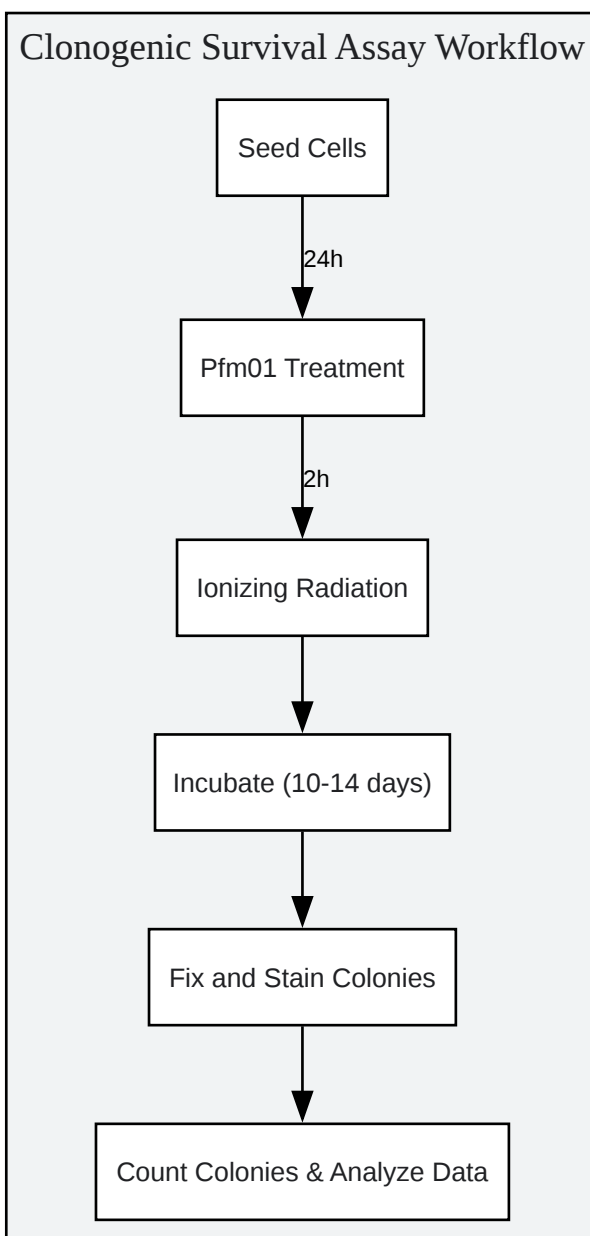 Clonogenic Survival Assay Workflow
Seed Cells
24h
Pfm01 Treatment
2h
Ionizing Radiation
Incubate (10-14 days)
Fix and Stain Colonies
Count Colonies & Analyze Data